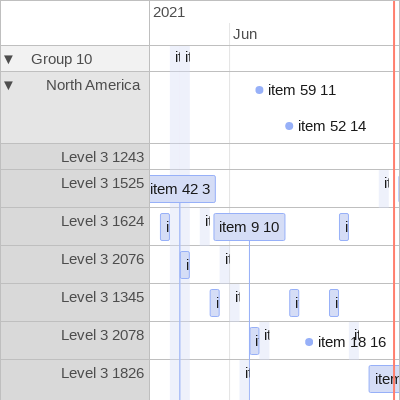 2021
Jun
▼ Group 10
▼ North America
item 59 11
item 52 14
Level 3 1243
Level 3 1525
item 42 3
Level 3 1624
item 9 10
Level 3 2076
Level 3 1345
Level 3 2078
item 18 16
Level 3 1826
item